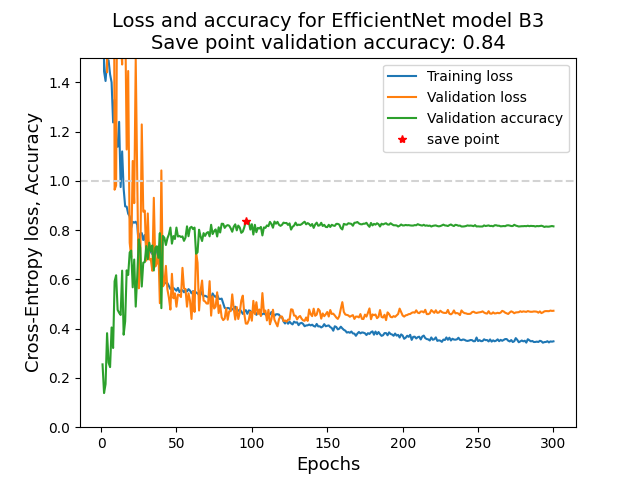 Loss and accuracy for EfficientNet model B3
Save point validation accuracy: 0.84
Training loss
Validation loss
Validation accuracy
save point
Cross-Entropy loss, Accuracy
1.4
1.2
1.0
0.8
0.6
0.4
0.2
0.0
0 50 100 150 200 250 300
Epochs